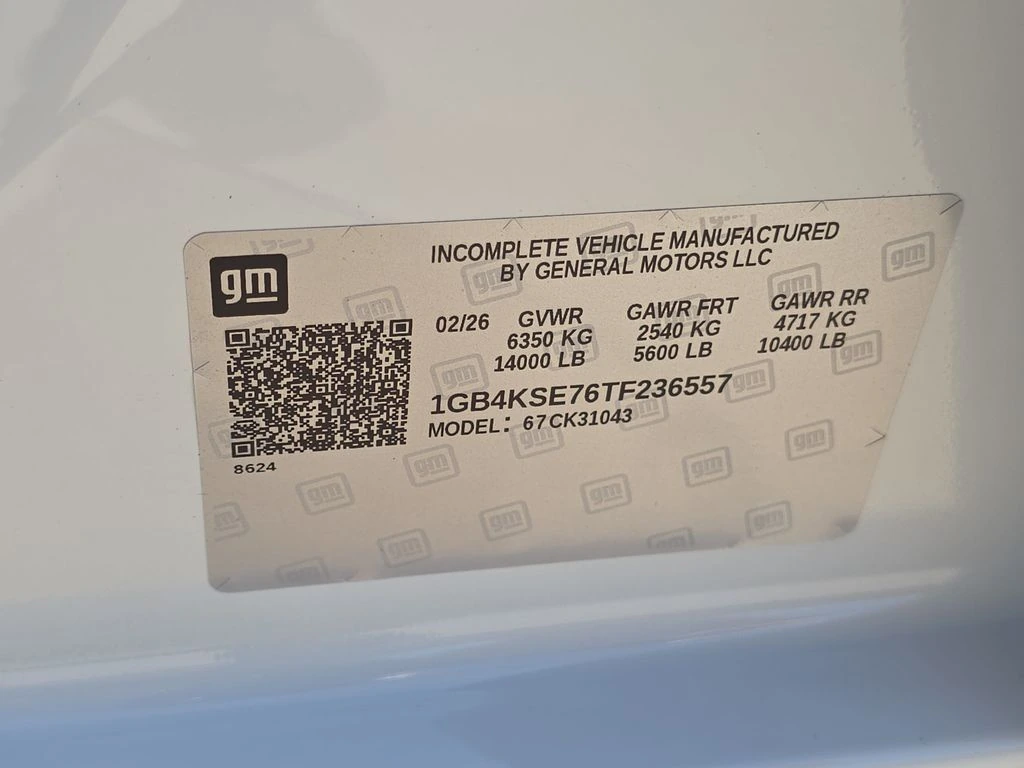 INCOMPLETE VEHICLE MANUFACTURED
BY GENERAL MOTORS LLC
gm
02/26 GVWR GAWR FRT GAWR RR
6350 KG 2540 KG 4717 KG
14000 LB 5600 LB 10400 LB
1GB4KSE76TF236557
MODEL: 67CK31043
8624